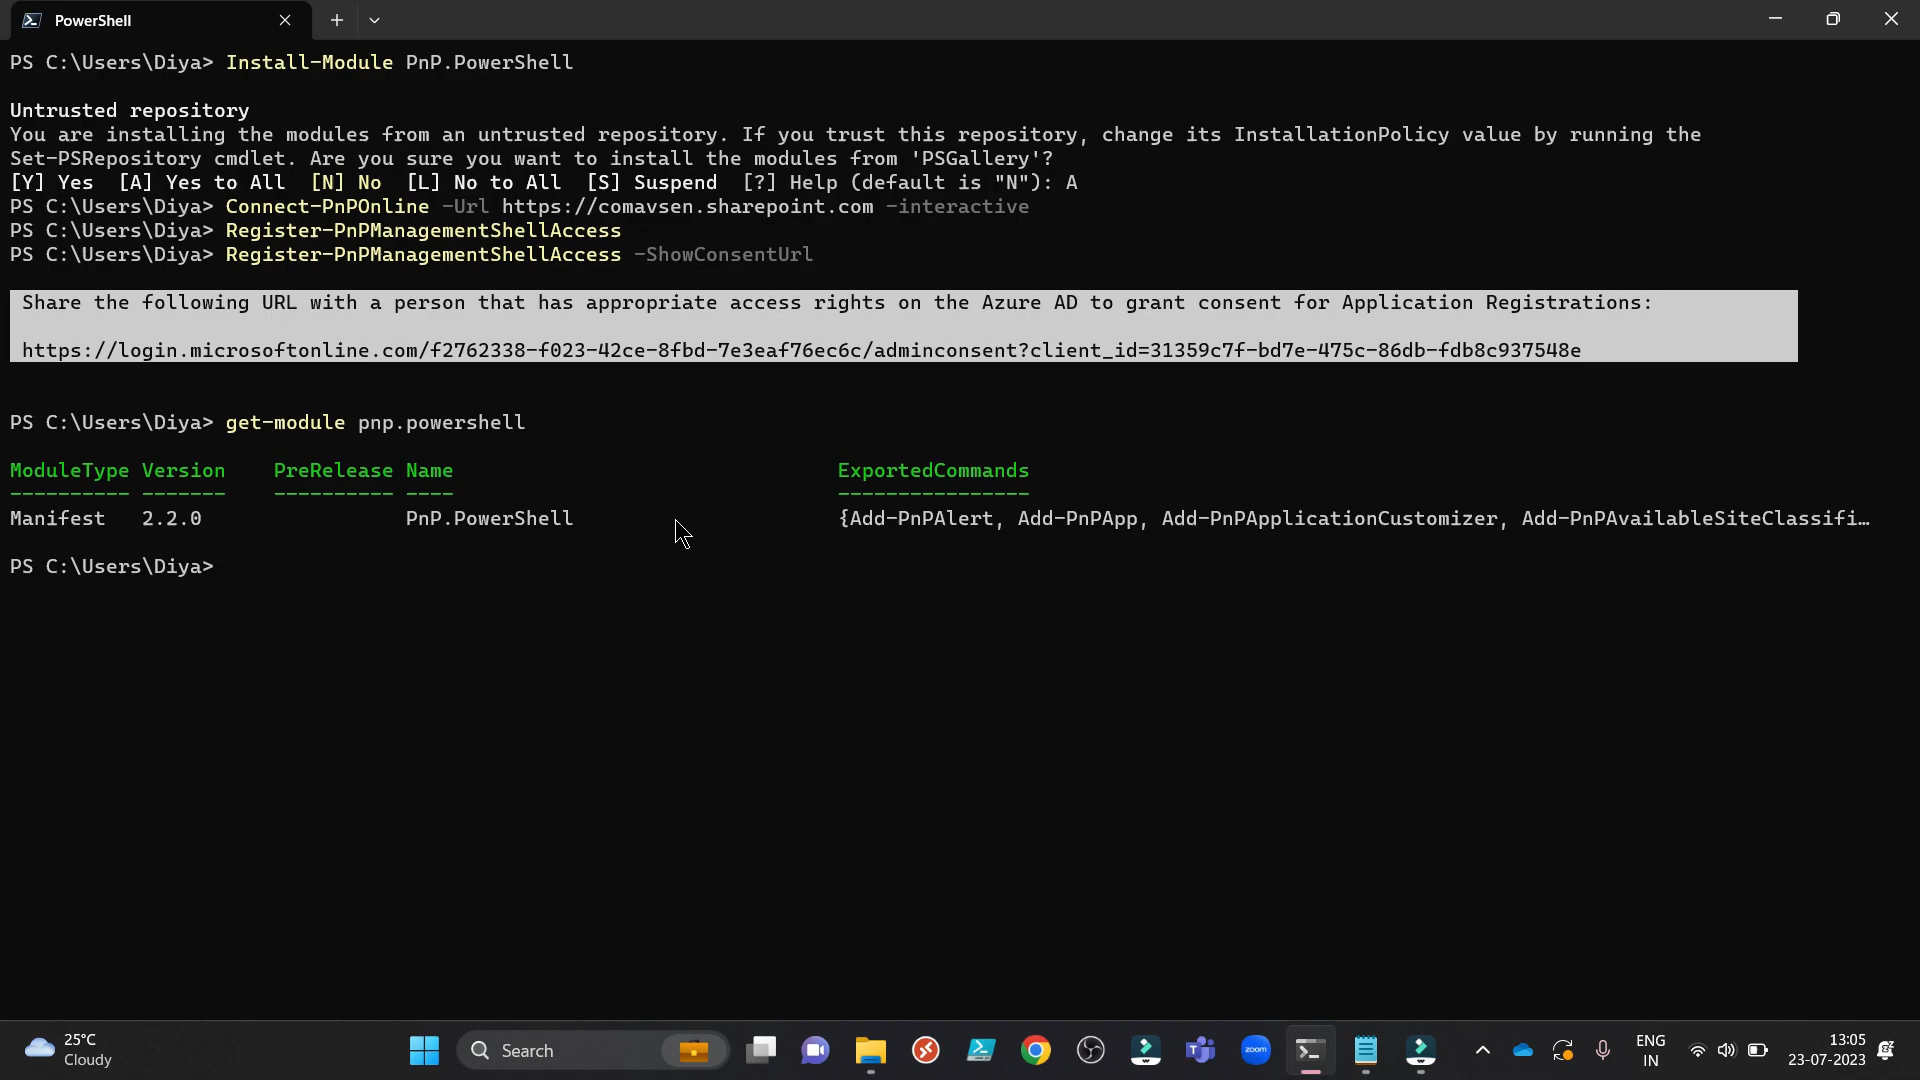 PowerShell
PS C:\Users\Diya> Install-Module PnP.PowerShell
Untrusted repository
You are installing the modules from an untrusted repository. If you trust this repository, change its InstallationPolicy value by running the
Set-PSRepository cmdlet. Are you sure you want to install the modules from 'PSGallery'?
[Y] Yes  [A] Yes to All  [N] No  [L] No to All  [S] Suspend  [?] Help (default is "N"): A
PS C:\Users\Diya> Connect-PnPOnline -Url https://comavsen.sharepoint.com -interactive
PS C:\Users\Diya> Register-PnPManagementShellAccess
PS C:\Users\Diya> Register-PnPManagementShellAccess -ShowConsentUrl
Share the following URL with a person that has appropriate access rights on the Azure AD to grant consent for Application Registrations:
https://login.microsoftonline.com/f2762338-f023-42ce-8fbd-7e3eaf76ec6c/adminconsent?client_id=31359c7f-bd7e-475c-86db-fdb8c937548e
PS C:\Users\Diya> get-module pnp.powershell
ModuleType Version    PreRelease Name                                ExportedCommands
---------- -------    ---------- ----                                ----------------
Manifest   2.2.0                 PnP.PowerShell                      {Add-PnPAlert, Add-PnPApp, Add-PnPApplicationCustomizer, Add-PnPAvailableSiteClassifi…
PS C:\Users\Diya>
25°C
Cloudy
Search
zoom
ENG
IN
13:05
23-07-2023